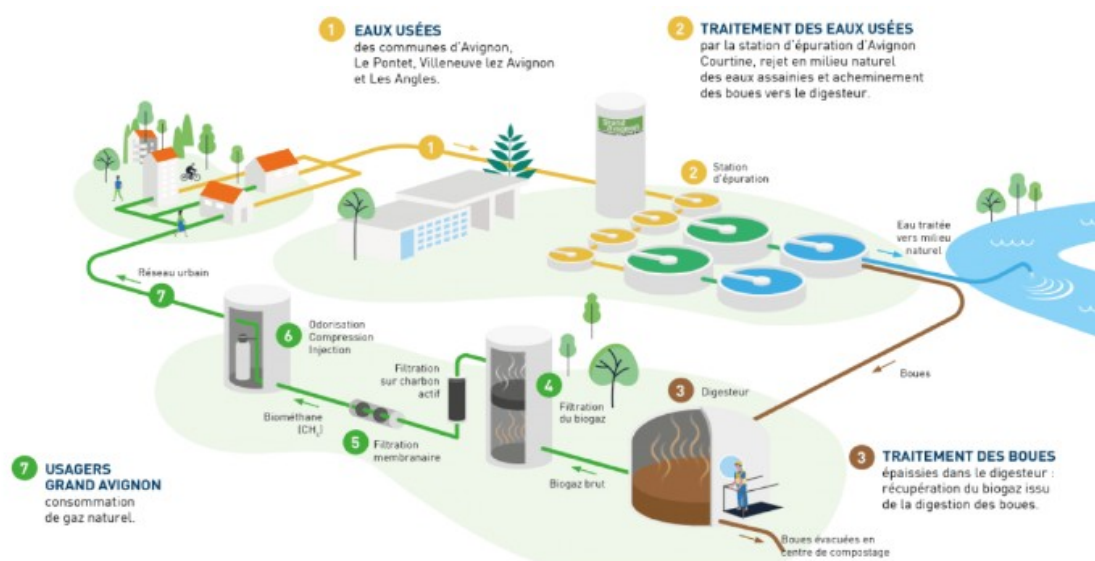 1 EAUX USÉES
des communes d'Avignon,
Le Pontet, Villeneuve lez Avignon
et Les Angles.
2 TRAITEMENT DES EAUX USÉES
par la station d'épuration d'Avignon
Courtine, rejet en milieu naturel
des eaux assainies et acheminement
des boues vers le digesteur.
Grand
Avignon
1
2 Station
d'épuration
Eau traitée
vers milieu
naturel
Réseau urbain
7
6 Odorisation
Compression
Injection
Filtration
sur charbon
actif
4 Filtration
du biogaz
Boues
3 Digesteur
Biométhane
(CH₄)
5 Filtration
membranaire
Biogaz brut
7 USAGERS
GRAND AVIGNON
consommation
de gaz naturel.
3 TRAITEMENT DES BOUES
épaissies dans le digesteur :
récupération du biogaz issu
de la digestion des boues.
Boues évacuées en
centre de compostage